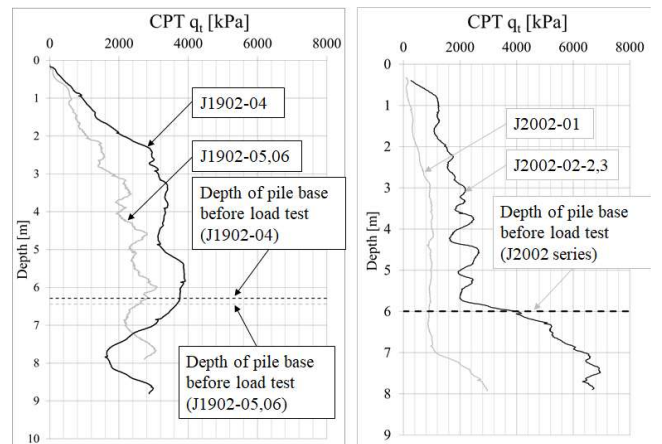 CPT qt [kPa]
0 2000 4000 6000 8000
0
1
2
3
4
5
6
7
8
9
10
Depth [m]
J1902-04
J1902-05,06
Depth of pile base
before load test
(J1902-04)
Depth of pile base
before load test
(J1902-05,06)
CPT qt [kPa]
0 2000 4000 6000 8000
0
1
2
3
4
5
6
7
8
9
Depth [m]
J2002-01
J2002-02-2,3
Depth of pile base
before load test
(J2002 series)